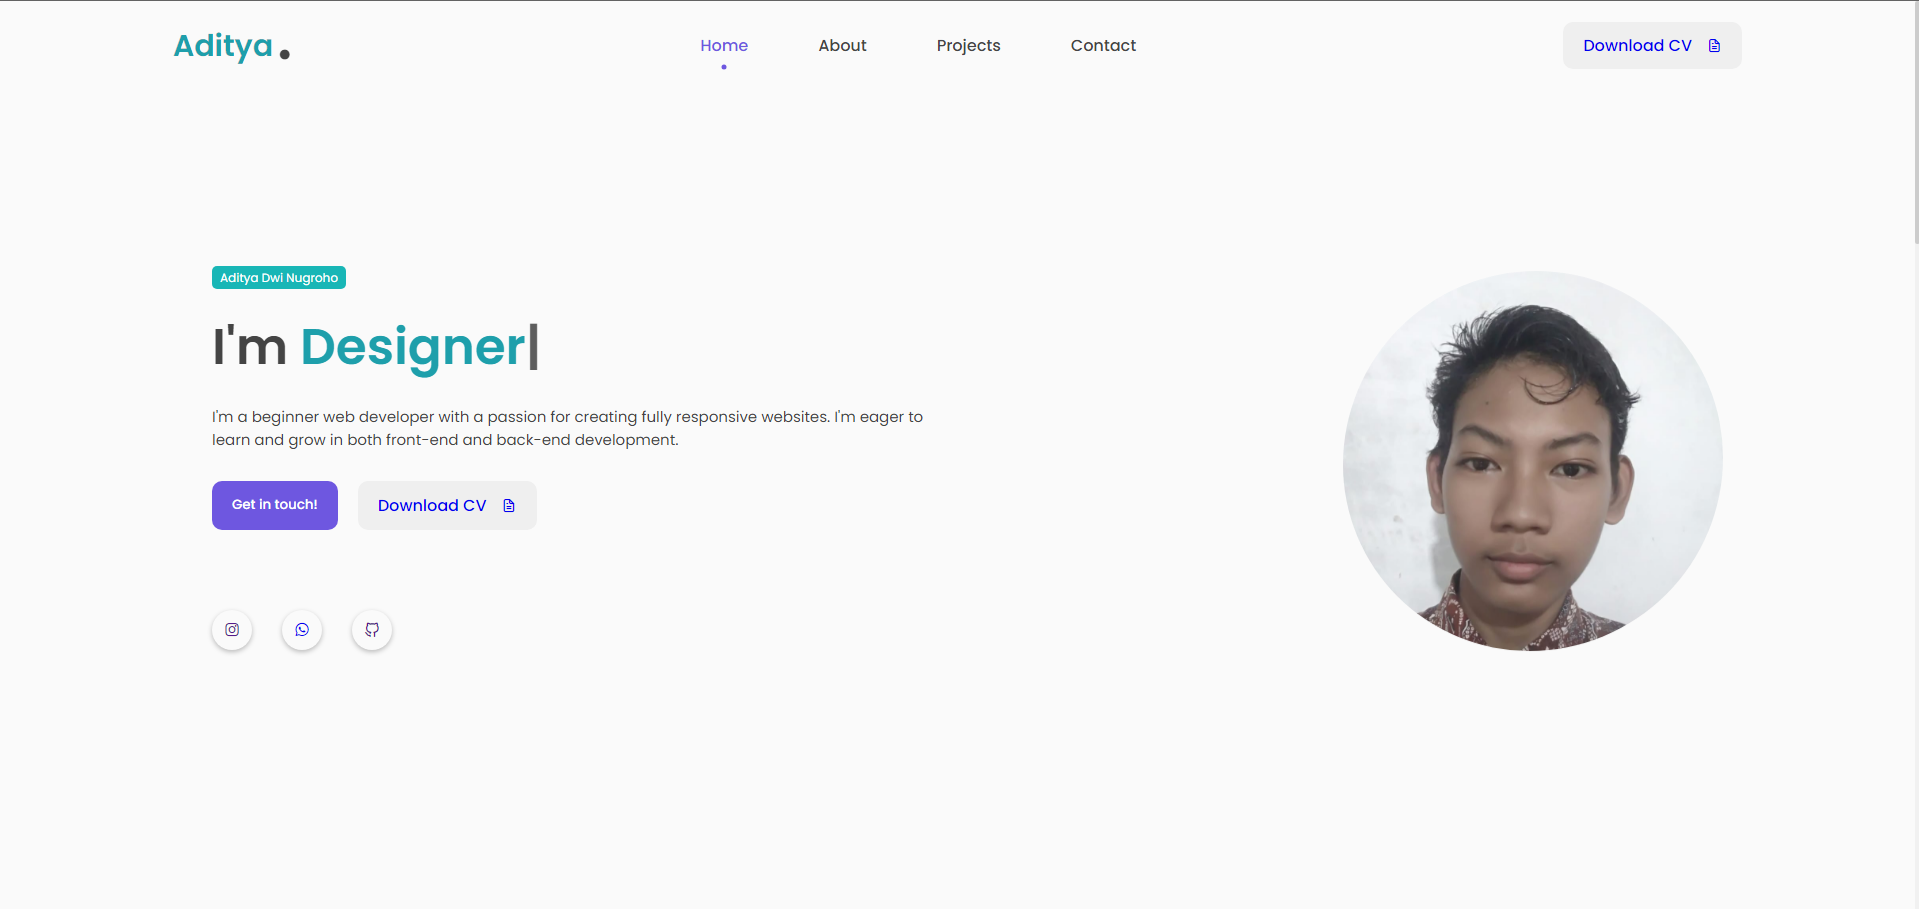 Aditya .
Home
About
Projects
Contact
Download CV
Aditya Dwi Nugroho
I'm Designer|
I'm a beginner web developer with a passion for creating fully responsive websites. I'm eager to
learn and grow in both front-end and back-end development.
Get in touch!
Download CV